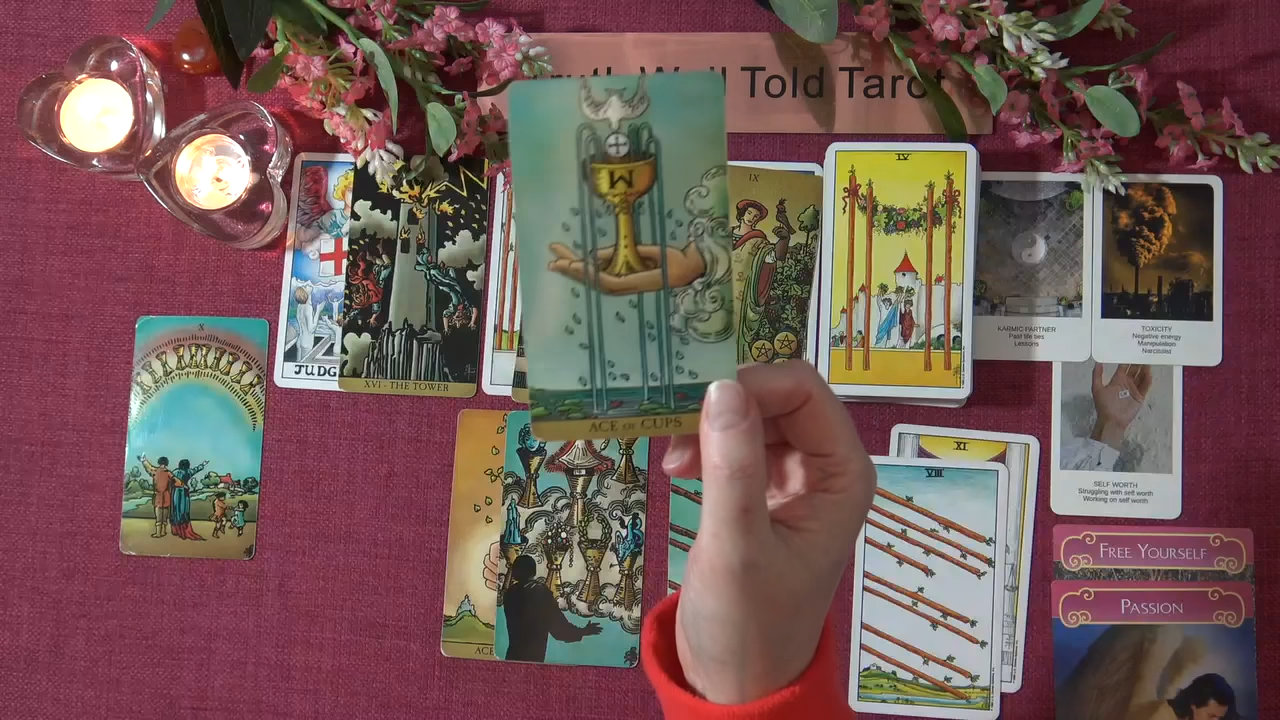 Told Tarot
IX
IV
X
JUDG
XVI - THE TOWER
ACE OF CUPS
KARMIC PARTNER
Past life ties
Lessons
TOXICITY
Negative energy
Manipulation
Narcissist
XI
VIII
SELF WORTH
Struggling with self worth
Working on self worth
ACE
FREE YOURSELF
PASSION